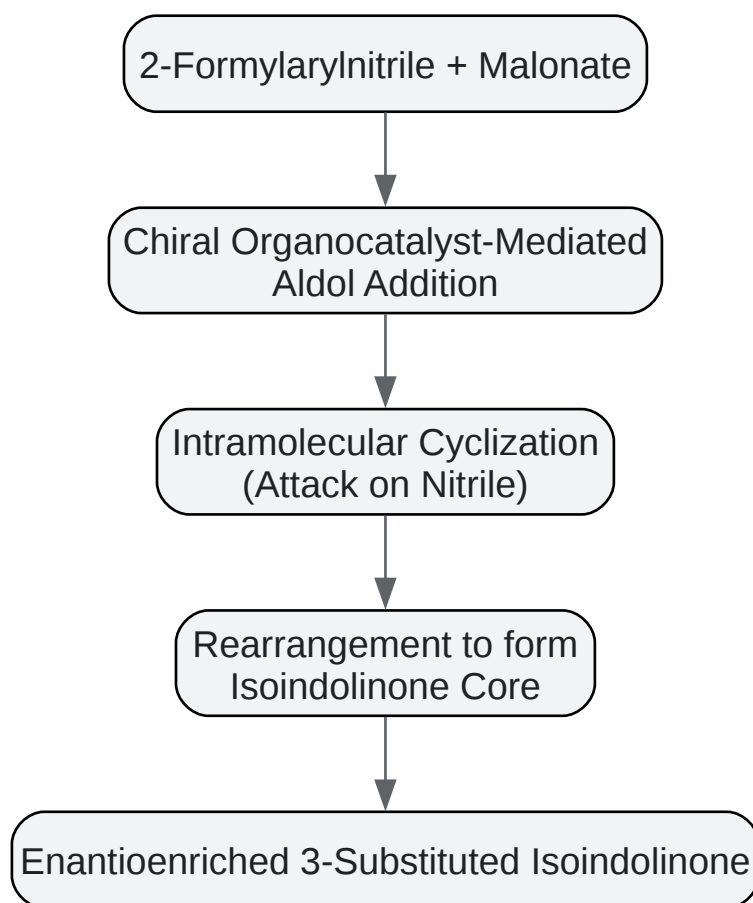 2-Formylarylnitrile + Malonate
Chiral Organocatalyst-Mediated
Aldol Addition
Intramolecular Cyclization
(Attack on Nitrile)
Rearrangement to form
Isoindolinone Core
Enantioenriched 3-Substituted Isoindolinone